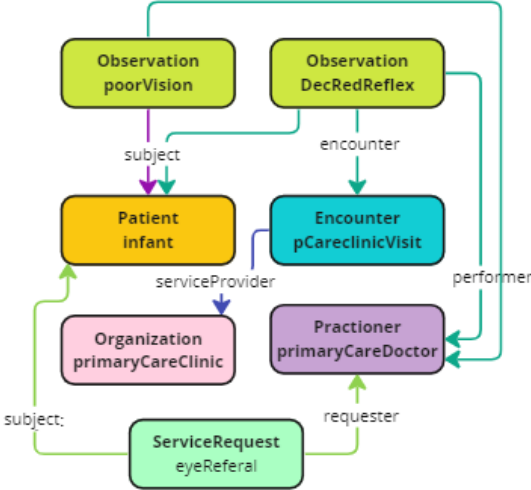 Observation
poorVision
Observation
DecRedReflex
subject
encounter
Patient
infant
Encounter
pCareclinicVisit
serviceProvider
performer
Organization
primaryCareClinic
Practioner
primaryCareDoctor
subject:
requester
ServiceRequest
eyeReferal